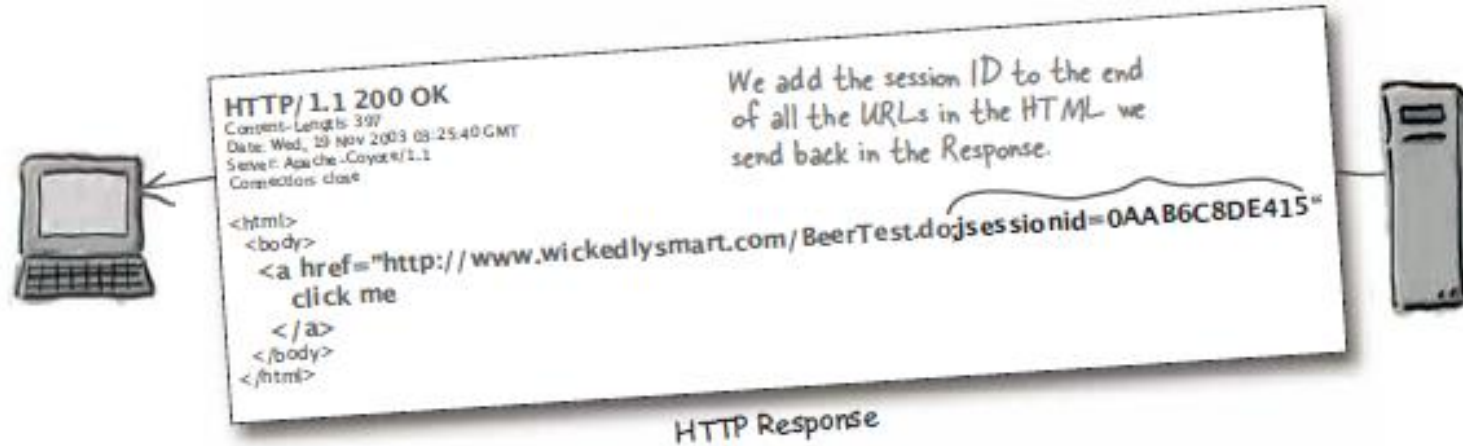 HTTP/1.1 200 OK
Content-Length: 397
Date: Wed, 19 Nov 2003 03:25:40 GMT
Server: Apache-Coyote/1.1
Connection: close
We add the session ID to the end
of all the URLs in the HTML we
send back in the Response.
<html>
<body>
<a href="http://www.wickedlysmart.com/BeerTest.do;jsessionid=0AAB6C8DE415"
click me
</a>
</body>
</html>
HTTP Response